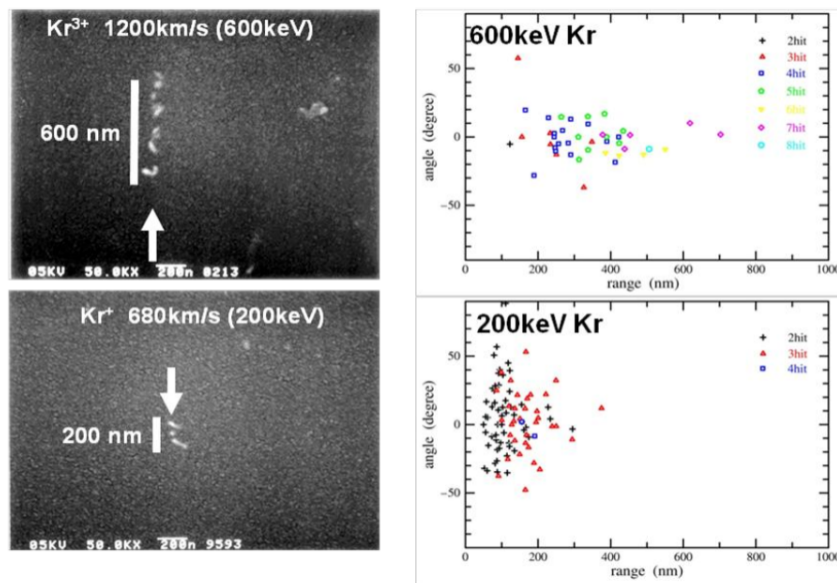 Kr3+ 1200km/s (600keV)
600 nm
05KV 50.0KX 200n 0213
Kr+ 680km/s (200keV)
200 nm
05KV 50.0KX 200n 9593
600keV Kr
2hit
3hit
4hit
5hit
6hit
7hit
8hit
50
0
−50
angle (degree)
0 200 400 600 800 1000
range (nm)
200keV Kr
2hit
3hit
4hit
50
0
−50
angle (degree)
0 200 400 600 800 1000
range (nm)